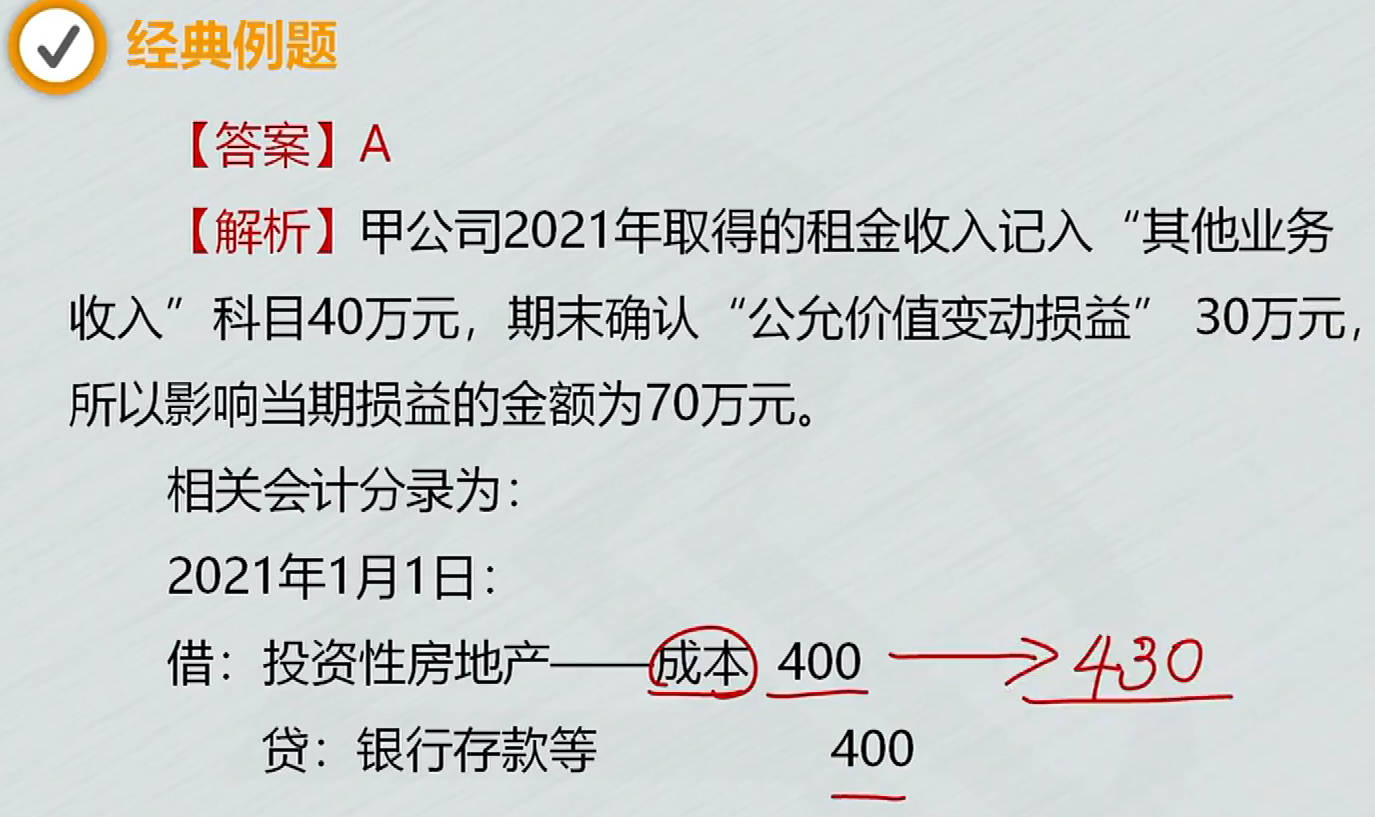 经典例题
【答案】A
【解析】甲公司2021年取得的租金收入记入“其他业务
收入”科目40万元，期末确认“公允价值变动损益” 30万元，
所以影响当期损益的金额为70万元。
相关会计分录为：
2021年1月1日：
借：投资性房地产——成本 400 → 430
贷：银行存款等 400